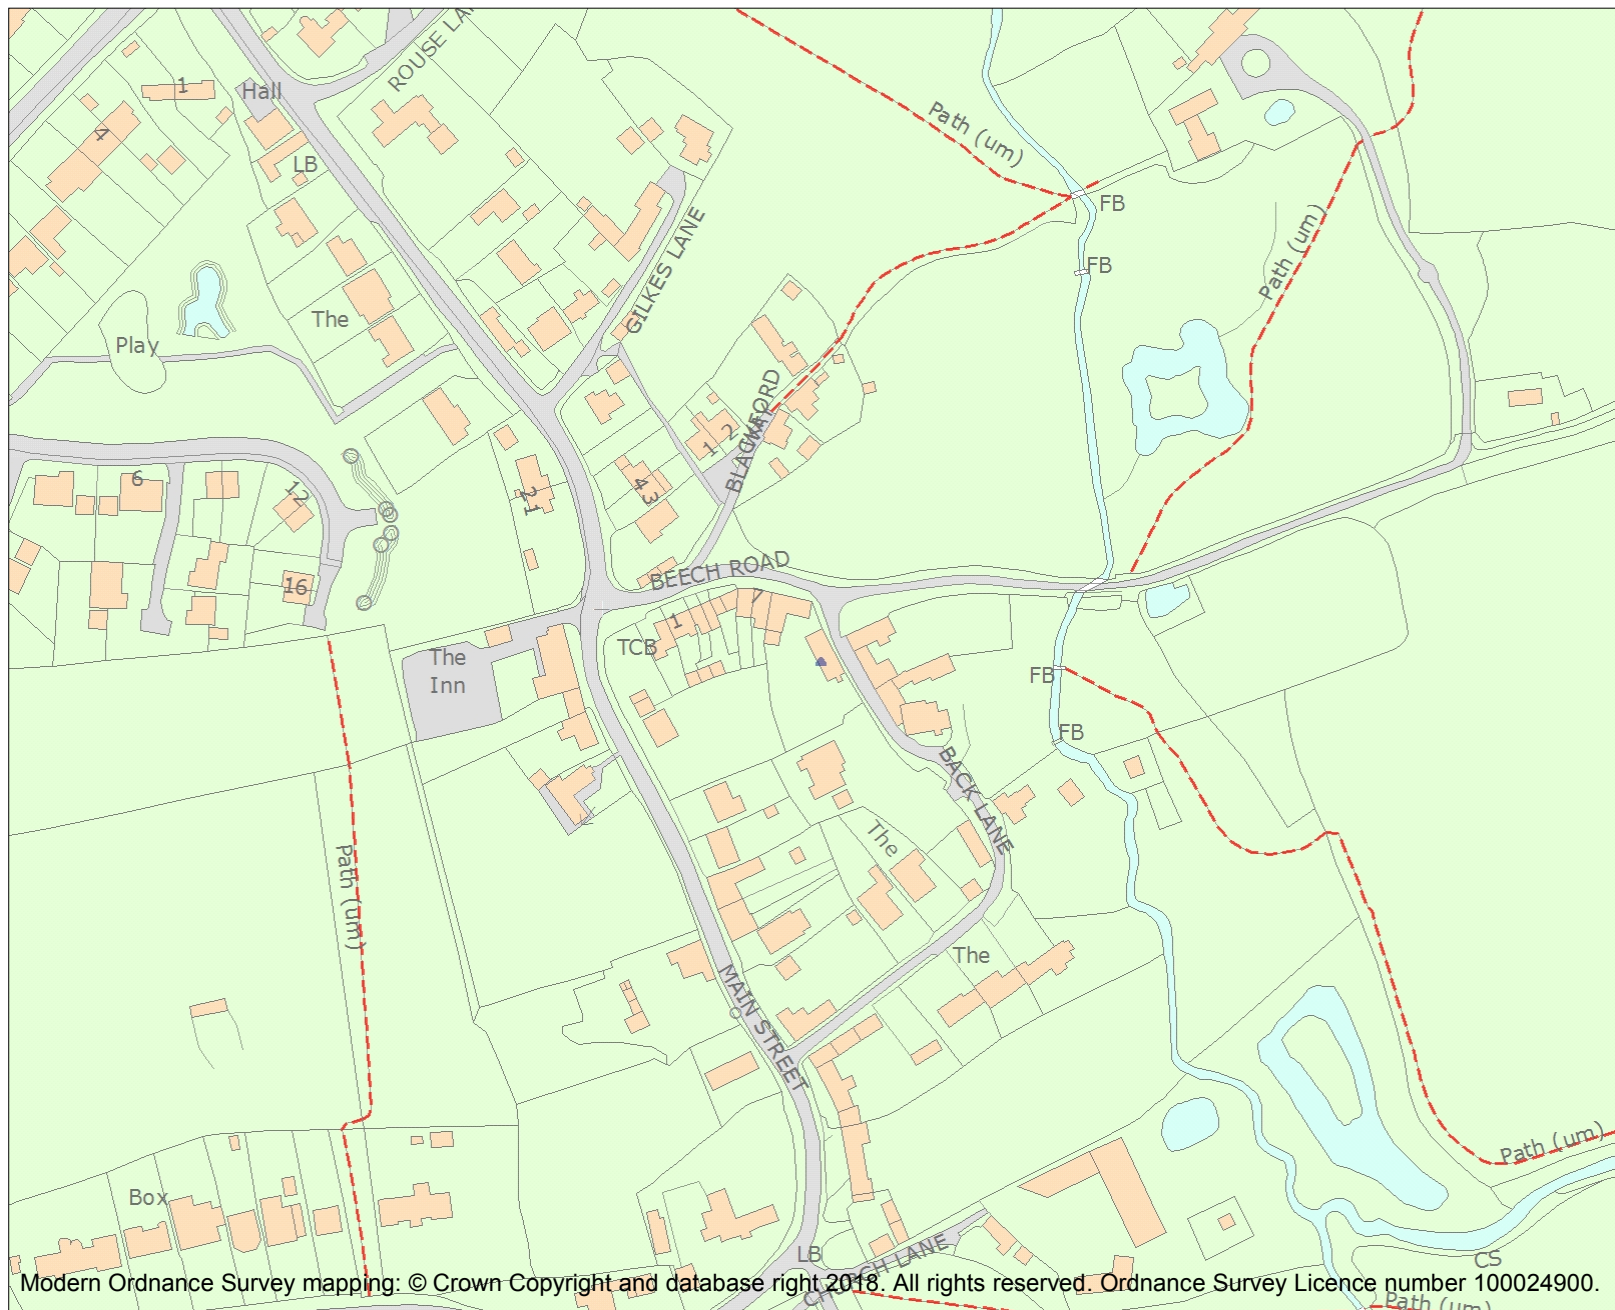 ROUSE LA
1
Hall
4
LB
Path (um)
FB
FB
Path (um)
GILKES LANE
The
Play
BLACKFORD
WAY
1 2
4 3
21
6
12
16
BEECH ROAD
1
7
TCB
The
Inn
FB
FB
BACK LANE
The
Path (um)
The
MAIN STREET
Path (um)
Box
LB
CHURCH LANE
CS
Path (um)
Modern Ordnance Survey mapping: © Crown Copyright and database right 2018. All rights reserved. Ordnance Survey Licence number 100024900.